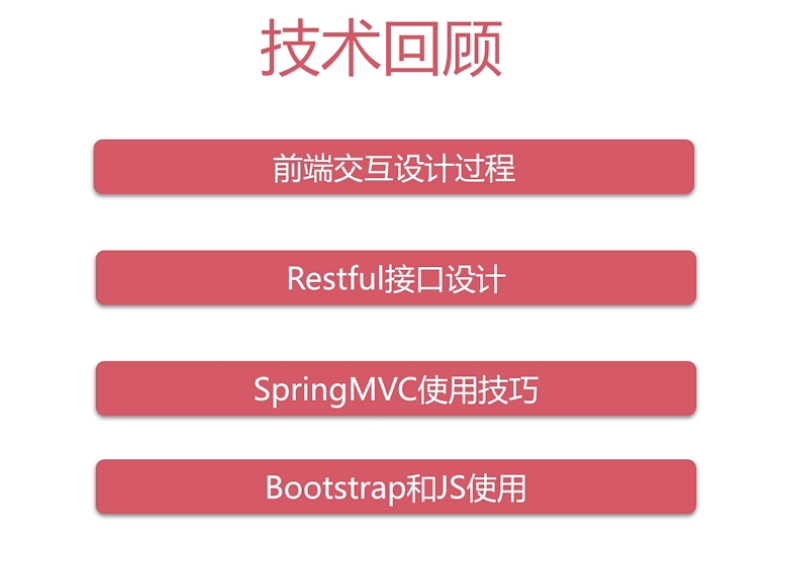 技术回顾
前端交互设计过程
Restful接口设计
SpringMVC使用技巧
Bootstrap和JS使用